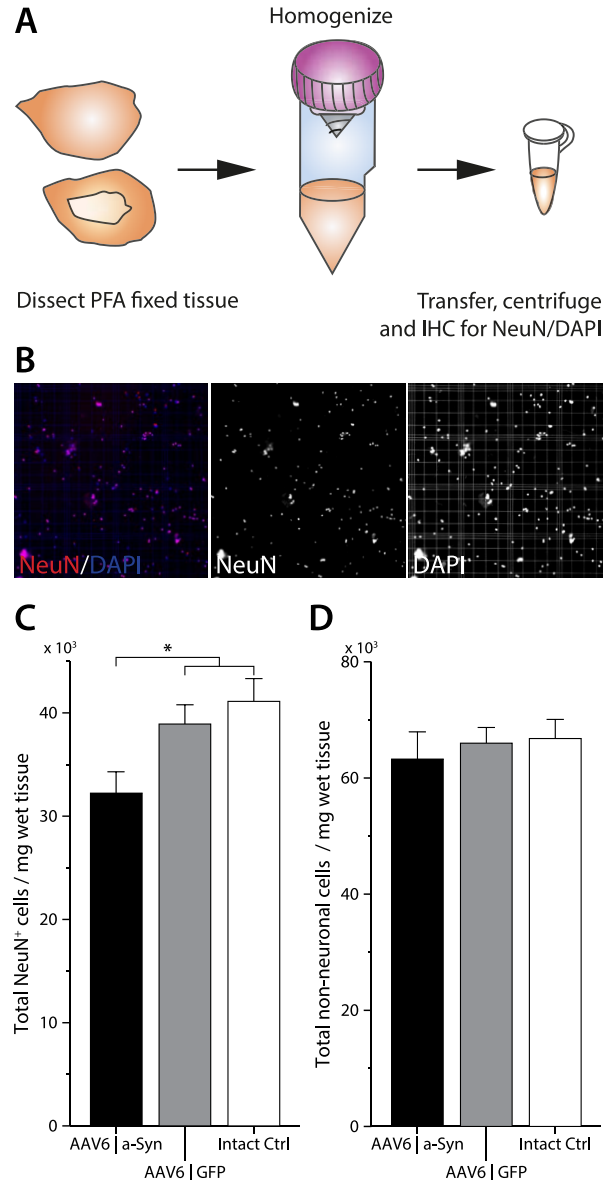 A
Homogenize
Dissect PFA fixed tissue
Transfer, centrifuge
and IHC for NeuN/DAPI
B
NeuN/DAPI
NeuN
DAPI
C
x 10³
*
40
30
20
10
0
Total NeuN⁺ cells / mg wet tissue
AAV6 | a-Syn
AAV6 | GFP
Intact Ctrl
D
x 10³
80
60
40
20
0
Total non-neuronal cells / mg wet tissue
AAV6 | a-Syn
AAV6 | GFP
Intact Ctrl